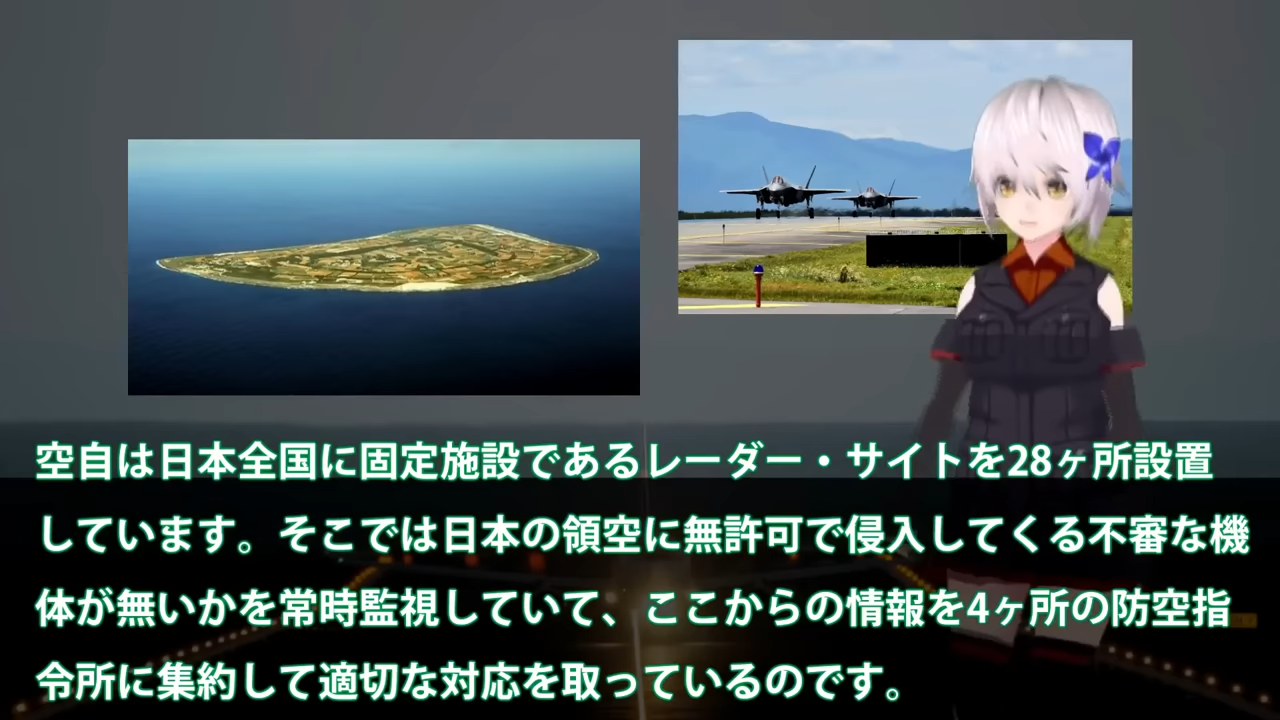 空自は日本全国に固定施設であるレーダー・サイトを28ヶ所設置
しています。そこでは日本の領空に無許可で侵入してくる不審な機
体が無いかを常時監視していて、ここからの情報を4ヶ所の防空指
令所に集約して適切な対応を取っているのです。